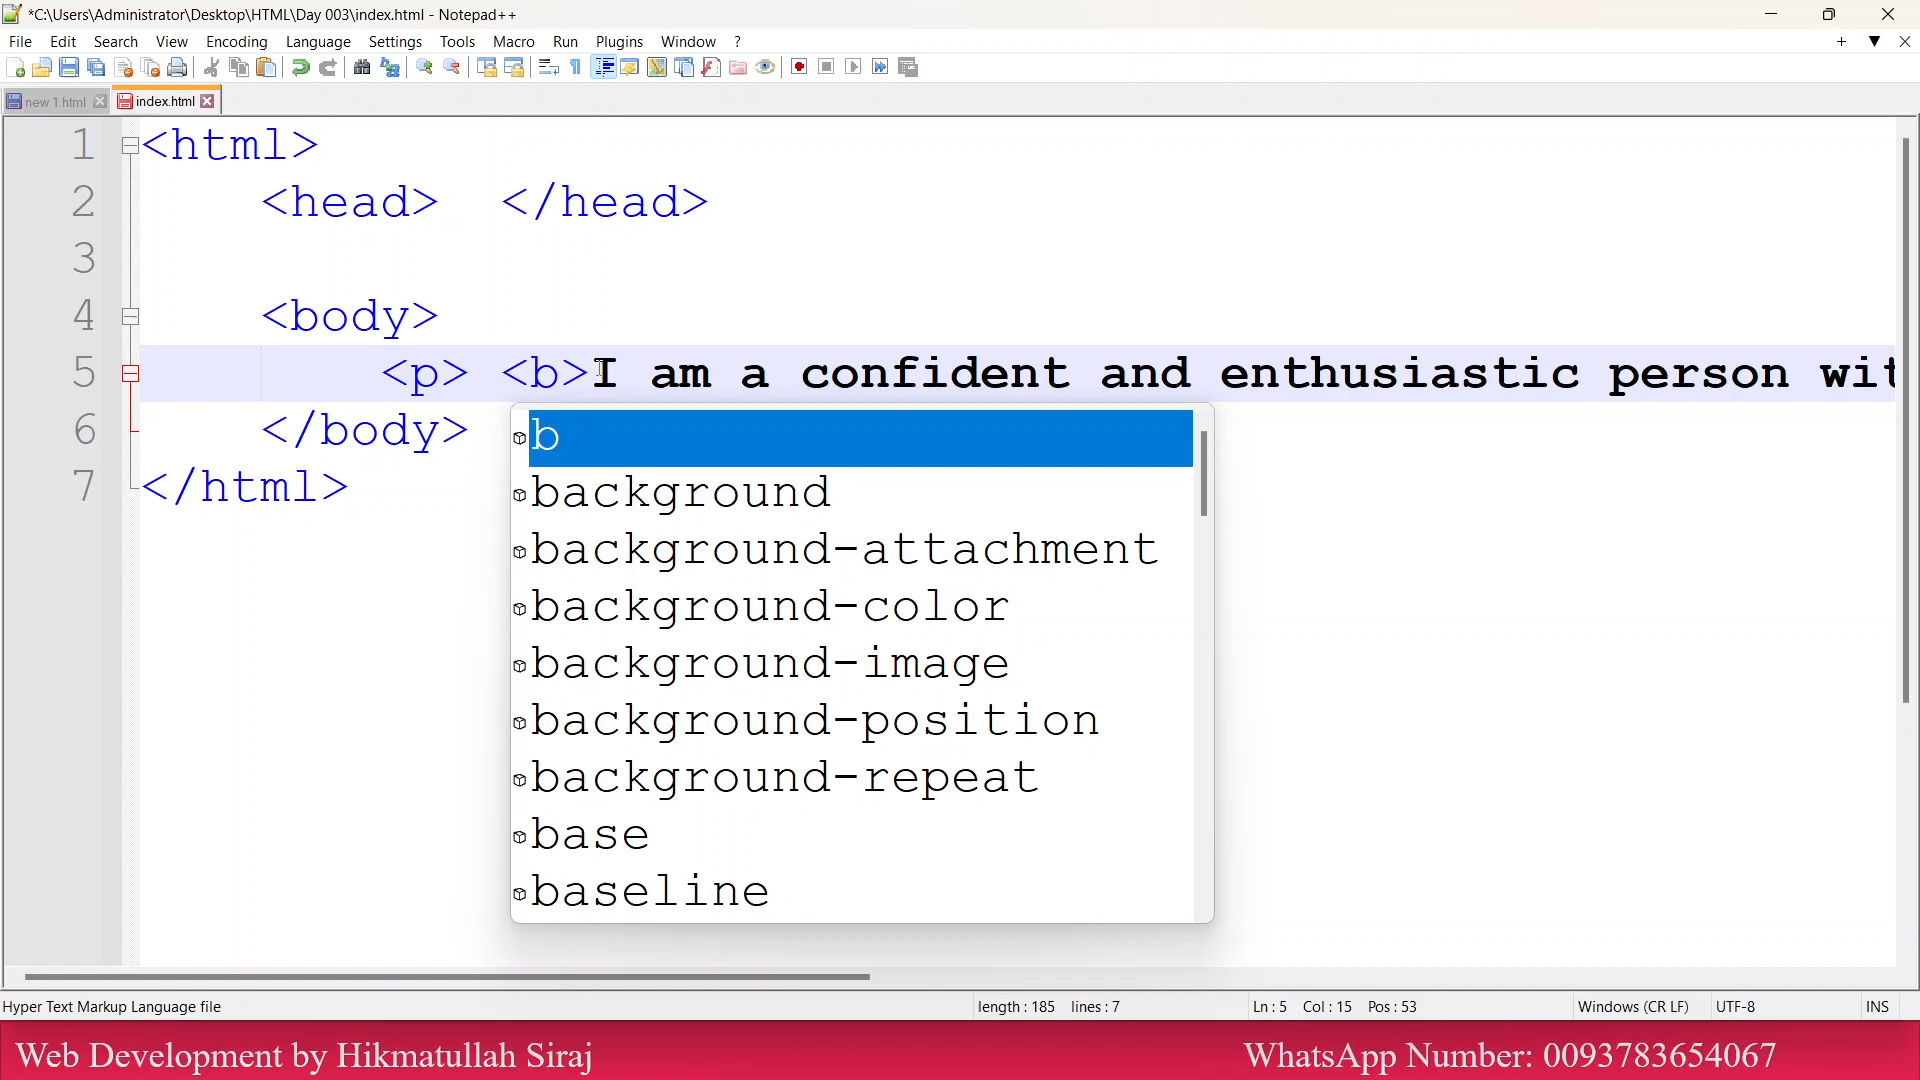 *C:\Users\Administrator\Desktop\HTML\Day 003\index.html - Notepad++
File Edit Search View Encoding Language Settings Tools Macro Run Plugins Window ?
new 1.html index.html
1 <html>
2 <head> </head>
3
4 <body>
5 <p> <b>I am a confident and enthusiastic person wit
6 </body>
7 </html>
b
background
background-attachment
background-color
background-image
background-position
background-repeat
base
baseline
Hyper Text Markup Language file length : 185 lines : 7 Ln : 5 Col : 15 Pos : 53 Windows (CR LF) UTF-8 INS
Web Development by Hikmatullah Siraj WhatsApp Number: 0093783654067